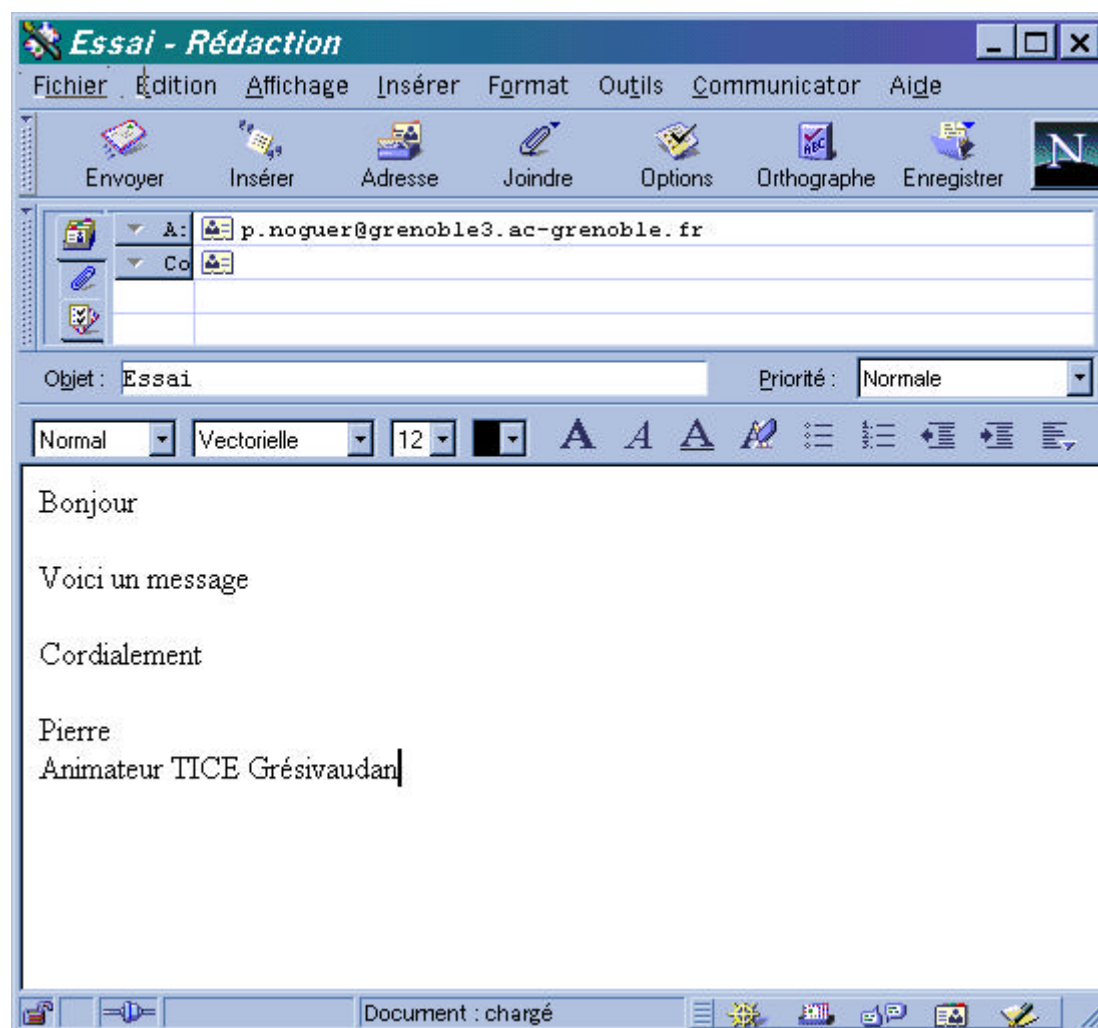 Essai - Rédaction
Fichier Edition Affichage Insérer Format Outils Communicator Aide
Envoyer Insérer Adresse Joindre Options Orthographe Enregistrer N
A: p.noguer@grenoble3.ac-grenoble.fr
Co
Objet : Essai Priorité : Normale
Normal Vectorielle 12 A A A
Bonjour
Voici un message
Cordialement
Pierre
Animateur TICE Grésivaudan
Document : chargé